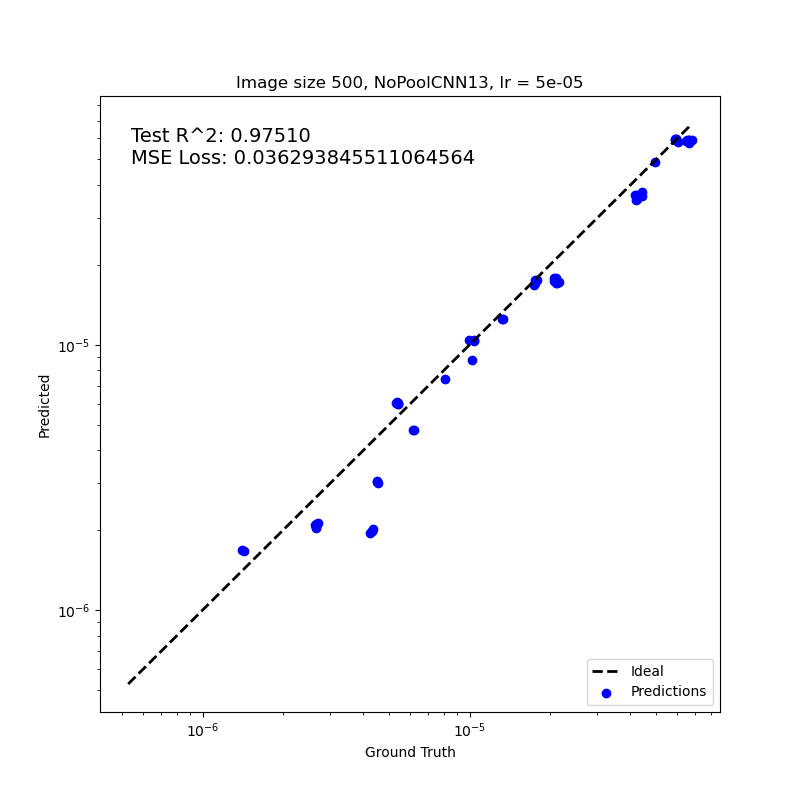 Image size 500, NoPoolCNN13, lr = 5e-05
Test R^2: 0.97510
MSE Loss: 0.036293845511064564
10⁻⁵
10⁻⁶
Predicted
10⁻⁶
10⁻⁵
Ground Truth
Ideal
Predictions